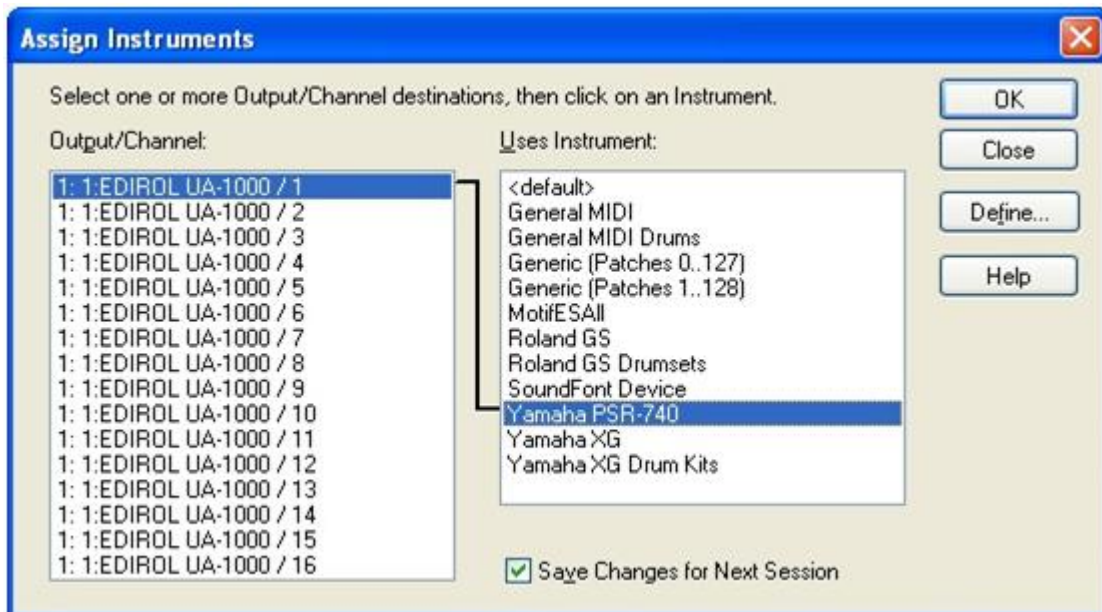 Assign Instruments
Select one or more Output/Channel destinations, then click on an Instrument.
Output/Channel:
1: 1:EDIROL UA-1000 / 1
1: 1:EDIROL UA-1000 / 2
1: 1:EDIROL UA-1000 / 3
1: 1:EDIROL UA-1000 / 4
1: 1:EDIROL UA-1000 / 5
1: 1:EDIROL UA-1000 / 6
1: 1:EDIROL UA-1000 / 7
1: 1:EDIROL UA-1000 / 8
1: 1:EDIROL UA-1000 / 9
1: 1:EDIROL UA-1000 / 10
1: 1:EDIROL UA-1000 / 11
1: 1:EDIROL UA-1000 / 12
1: 1:EDIROL UA-1000 / 13
1: 1:EDIROL UA-1000 / 14
1: 1:EDIROL UA-1000 / 15
1: 1:EDIROL UA-1000 / 16
Uses Instrument:
<default>
General MIDI
General MIDI Drums
Generic (Patches 0..127)
Generic (Patches 1..128)
MotifESAll
Roland GS
Roland GS Drumsets
SoundFont Device
Yamaha PSR-740
Yamaha XG
Yamaha XG Drum Kits
Save Changes for Next Session
OK
Close
Define...
Help